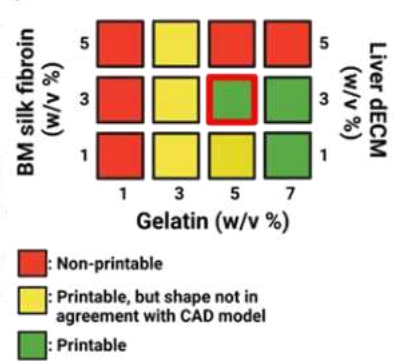 BM silk fibroin
(w/v %)
5
3
1
5
3
1
Liver dECM
(w/v %)
1 3 5 7
Gelatin (w/v %)
: Non-printable
: Printable, but shape not in
agreement with CAD model
: Printable